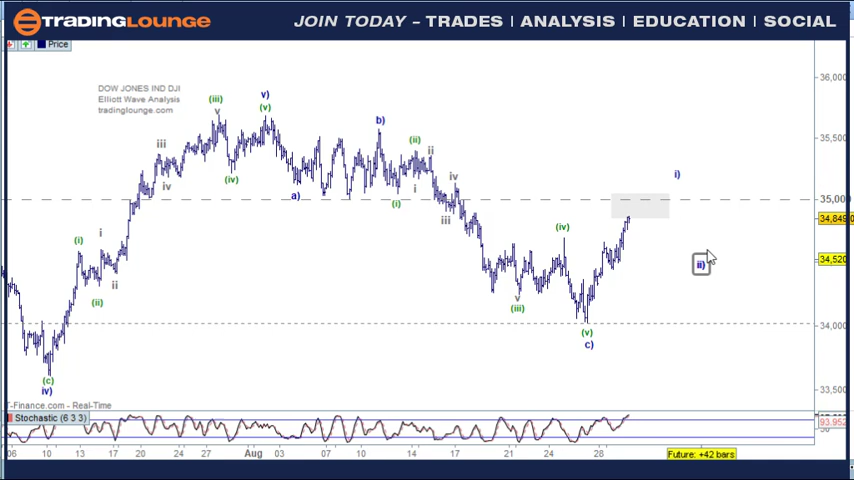 TRADINGLOUNGE
JOIN TODAY - TRADES | ANALYSIS | EDUCATION | SOCIAL
Price
DOW JONES IND DJI
Elliott Wave Analysis
tradinglounge.com
36,000
35,500
35,000
34,849
34,520
34,000
33,500
(iii)
v
v)
(v)
iii
iv
(iv)
a)
b)
(ii)
ii
i
iv
(i)
iii
i)
(i)
i
(ii)
ii
(iv)
ii)
v
(iii)
(v)
c)
(c)
iv)
T-Finance.com - Real-Time
Stochastic (6 3 3)
93.952
06 10 13 17 20 24 27 Aug 03 07 10 14 17 21 24 28
Future: +42 bars